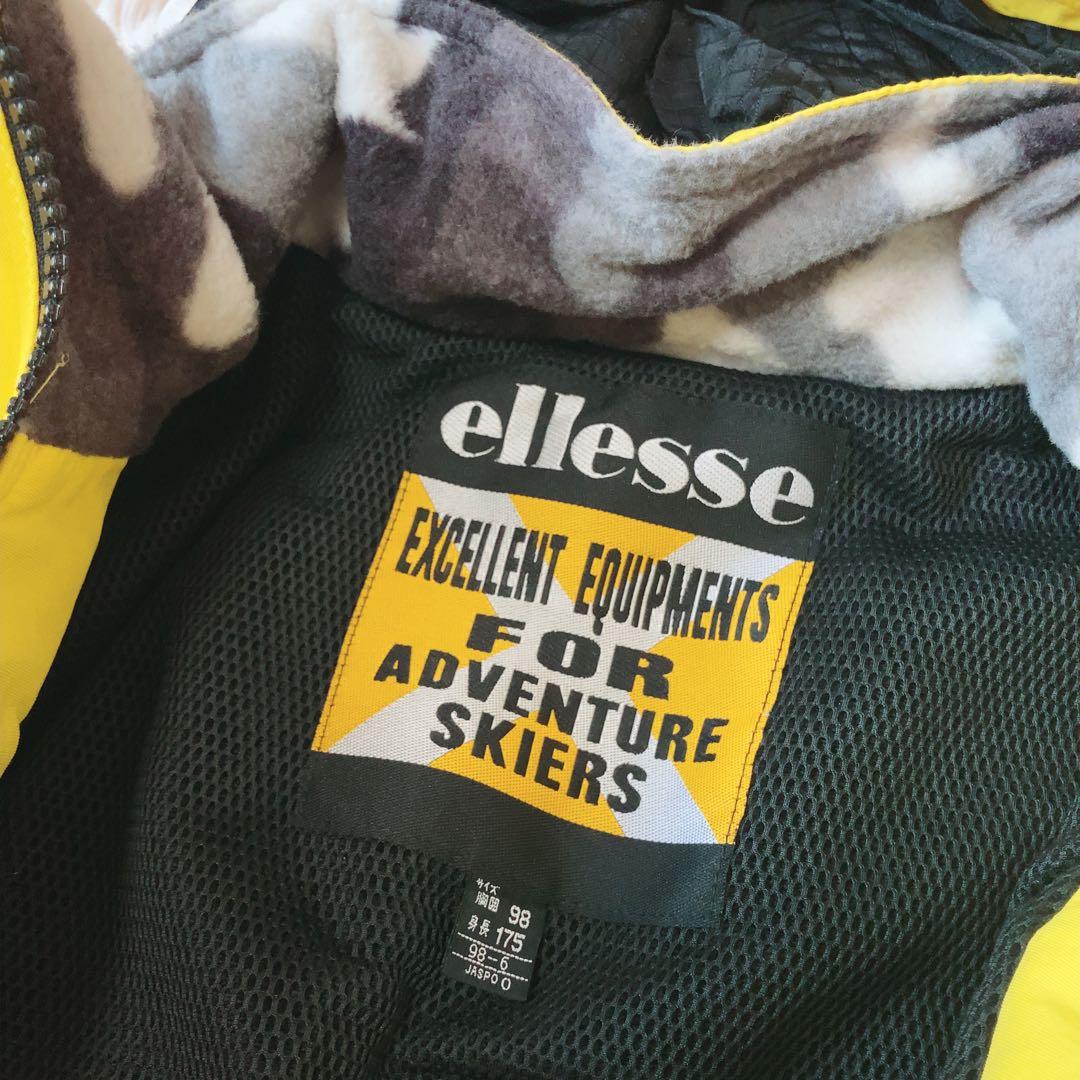 ellesse
EXCELLENT EQUIPMENTS
FOR
ADVENTURE
SKIERS
サイズ
胸囲 98
身長 175
98-6
JASPO O